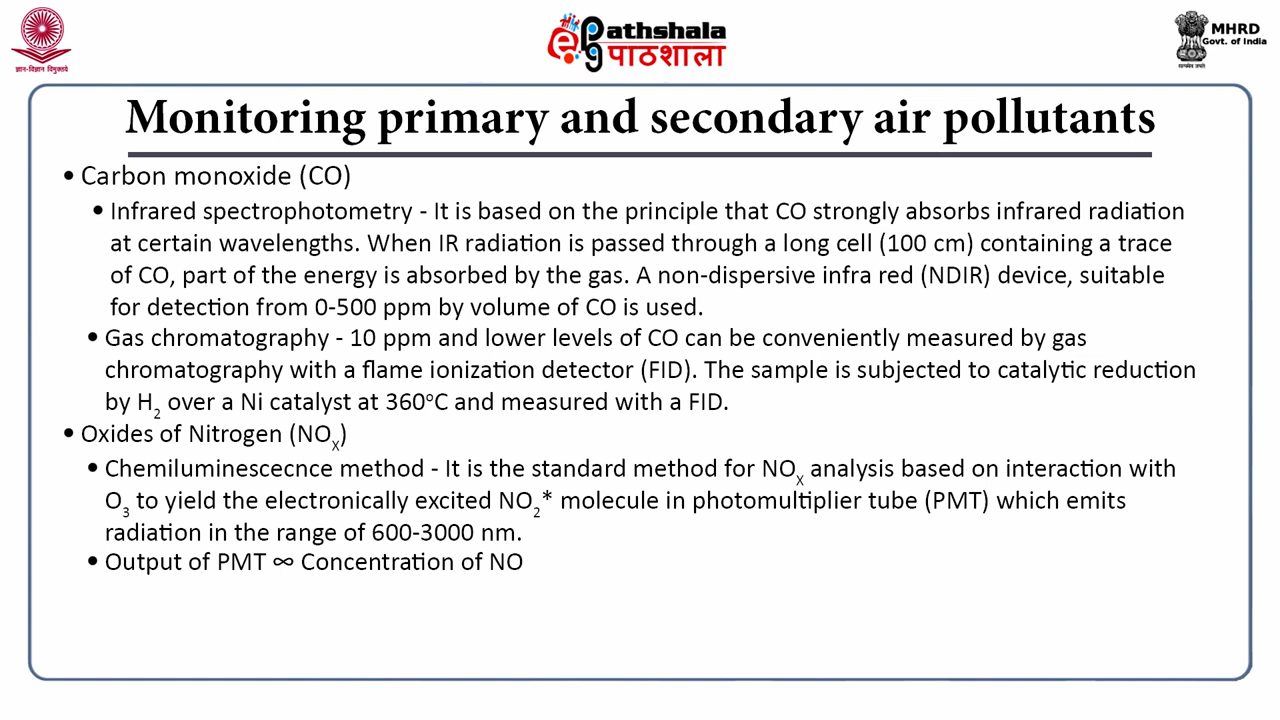 ज्ञान-विज्ञान विमुक्तये
epg Pathshala
पाठशाला
MHRD
Govt. of India
सत्यमेव जयते
Monitoring primary and secondary air pollutants
• Carbon monoxide (CO)
• Infrared spectrophotometry - It is based on the principle that CO strongly absorbs infrared radiation
at certain wavelengths. When IR radiation is passed through a long cell (100 cm) containing a trace
of CO, part of the energy is absorbed by the gas. A non-dispersive infra red (NDIR) device, suitable
for detection from 0-500 ppm by volume of CO is used.
• Gas chromatography - 10 ppm and lower levels of CO can be conveniently measured by gas
chromatography with a flame ionization detector (FID). The sample is subjected to catalytic reduction
by H₂ over a Ni catalyst at 360°C and measured with a FID.
• Oxides of Nitrogen (NOX)
• Chemiluminescecnce method - It is the standard method for NOX analysis based on interaction with
O₃ to yield the electronically excited NO₂* molecule in photomultiplier tube (PMT) which emits
radiation in the range of 600-3000 nm.
• Output of PMT ∞ Concentration of NO